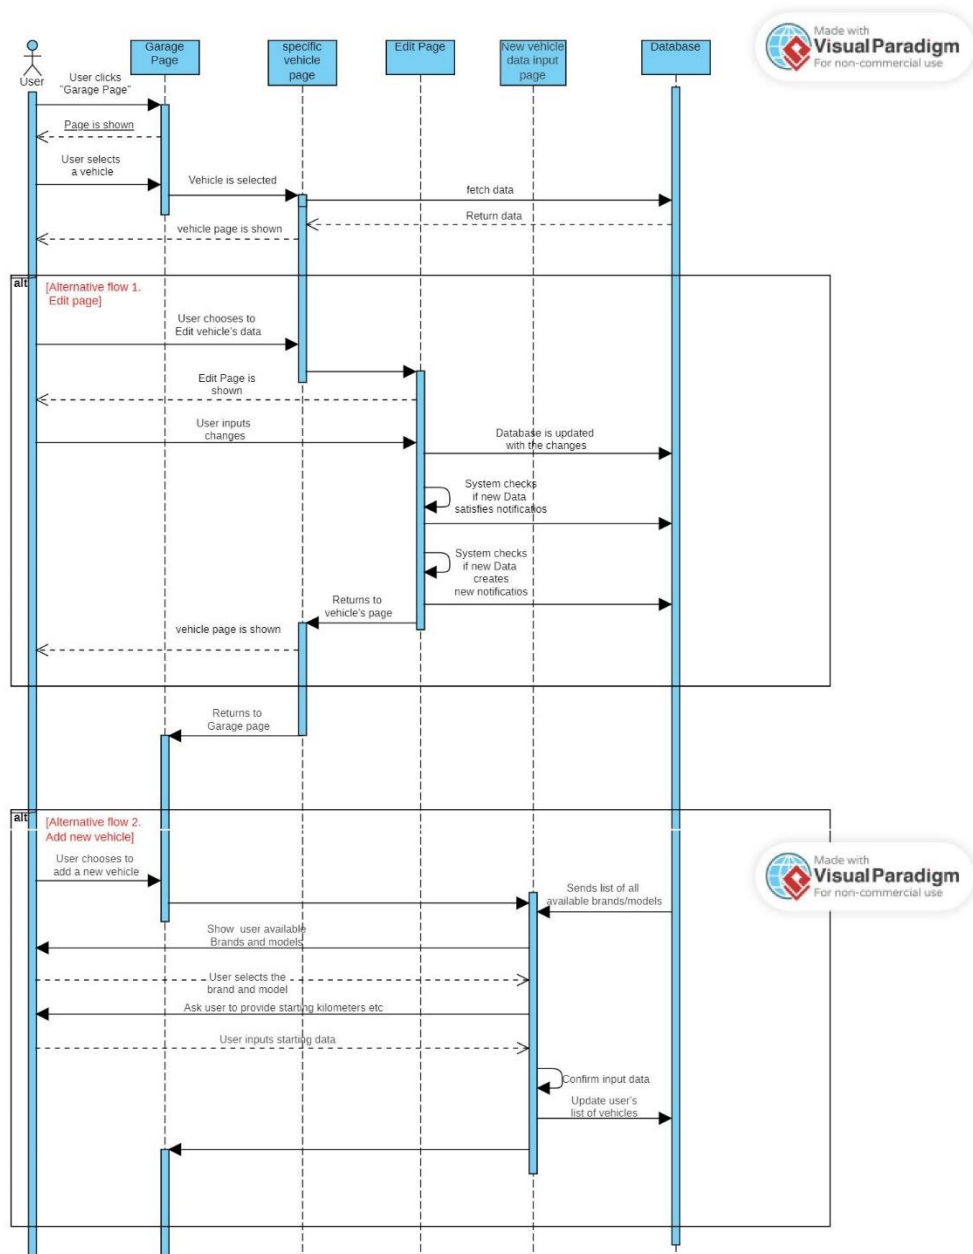 Made with
Visual Paradigm
For non-commercial use
Garage
Page
specific
vehicle
page
Edit Page
New vehicle
data input
page
Database
User
User clicks
"Garage Page"
Page is shown
User selects
a vehicle
Vehicle is selected
fetch data
Return data
vehicle page is shown
alt
[Alternative flow 1.
Edit page]
User chooses to
Edit vehicle's data
Edit Page is
shown
User inputs
changes
Database is updated
with the changes
System checks
if new Data
satisfies notificatios
System checks
if new Data
creates
new notificatios
Returns to
vehicle's page
vehicle page is shown
Returns to
Garage page
alt
[Alternative flow 2.
Add new vehicle]
User chooses to
add a new vehicle
Made with
Visual Paradigm
For non-commercial use
Sends list of all
available brands/models
Show user available
Brands and models
User selects the
brand and model
Ask user to provide starting kilometers etc
User inputs starting data
Confirm input data
Update user's
list of vehicles